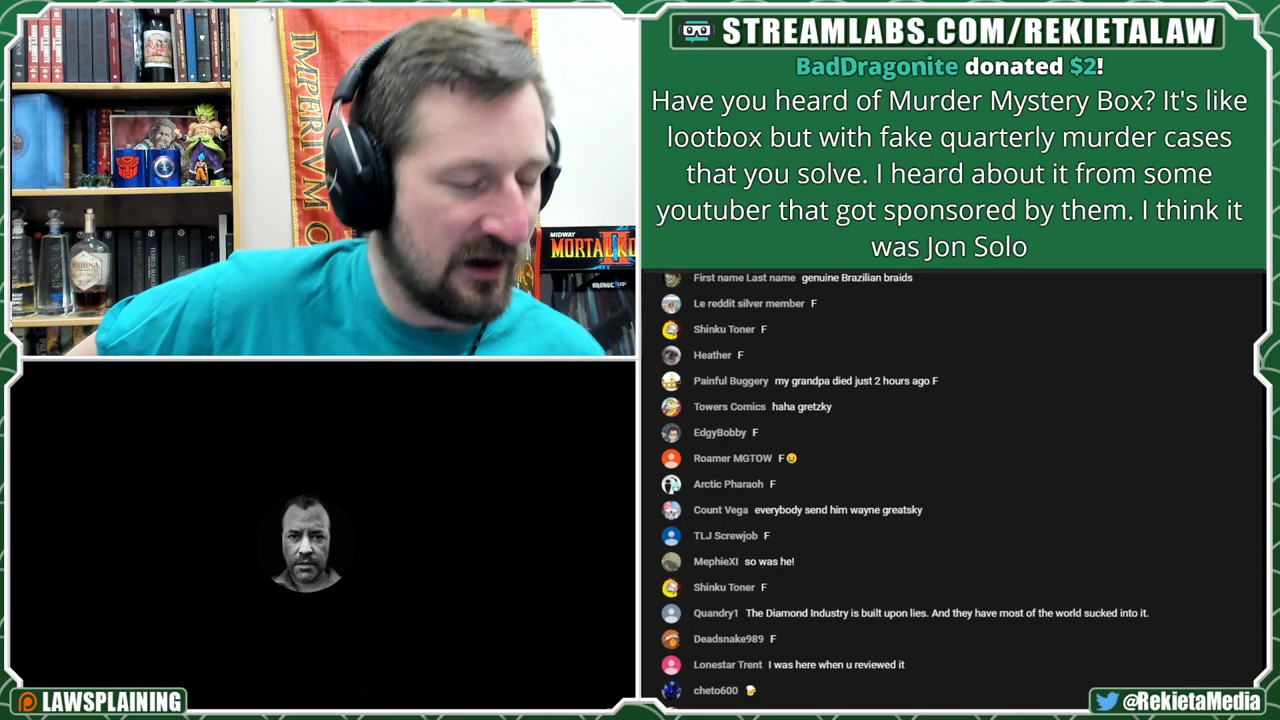 STREAMLABS.COM/REKIETALAW
BadDragonite donated $2!
Have you heard of Murder Mystery Box? It's like
lootbox but with fake quarterly murder cases
that you solve. I heard about it from some
youtuber that got sponsored by them. I think it
was Jon Solo
IMPERIVM O
MIDWAY
MORTAL KO
II
ARCADE1UP
First name Last name genuine Brazilian braids
Le reddit silver member F
Shinku Toner F
Heather F
Painful Buggery my grandpa died just 2 hours ago F
Towers Comics haha gretzky
EdgyBobby F
Roamer MGTOW F😢
Arctic Pharaoh F
Count Vega everybody send him wayne greatsky
TLJ Screwjob F
MephieXI so was he!
Shinku Toner F
Quandry1 The Diamond Industry is built upon lies. And they have most of the world sucked into it.
Deadsnake989 F
Lonestar Trent I was here when u reviewed it
cheto600 🍺
LAWSPLAINING
@RekietaMedia